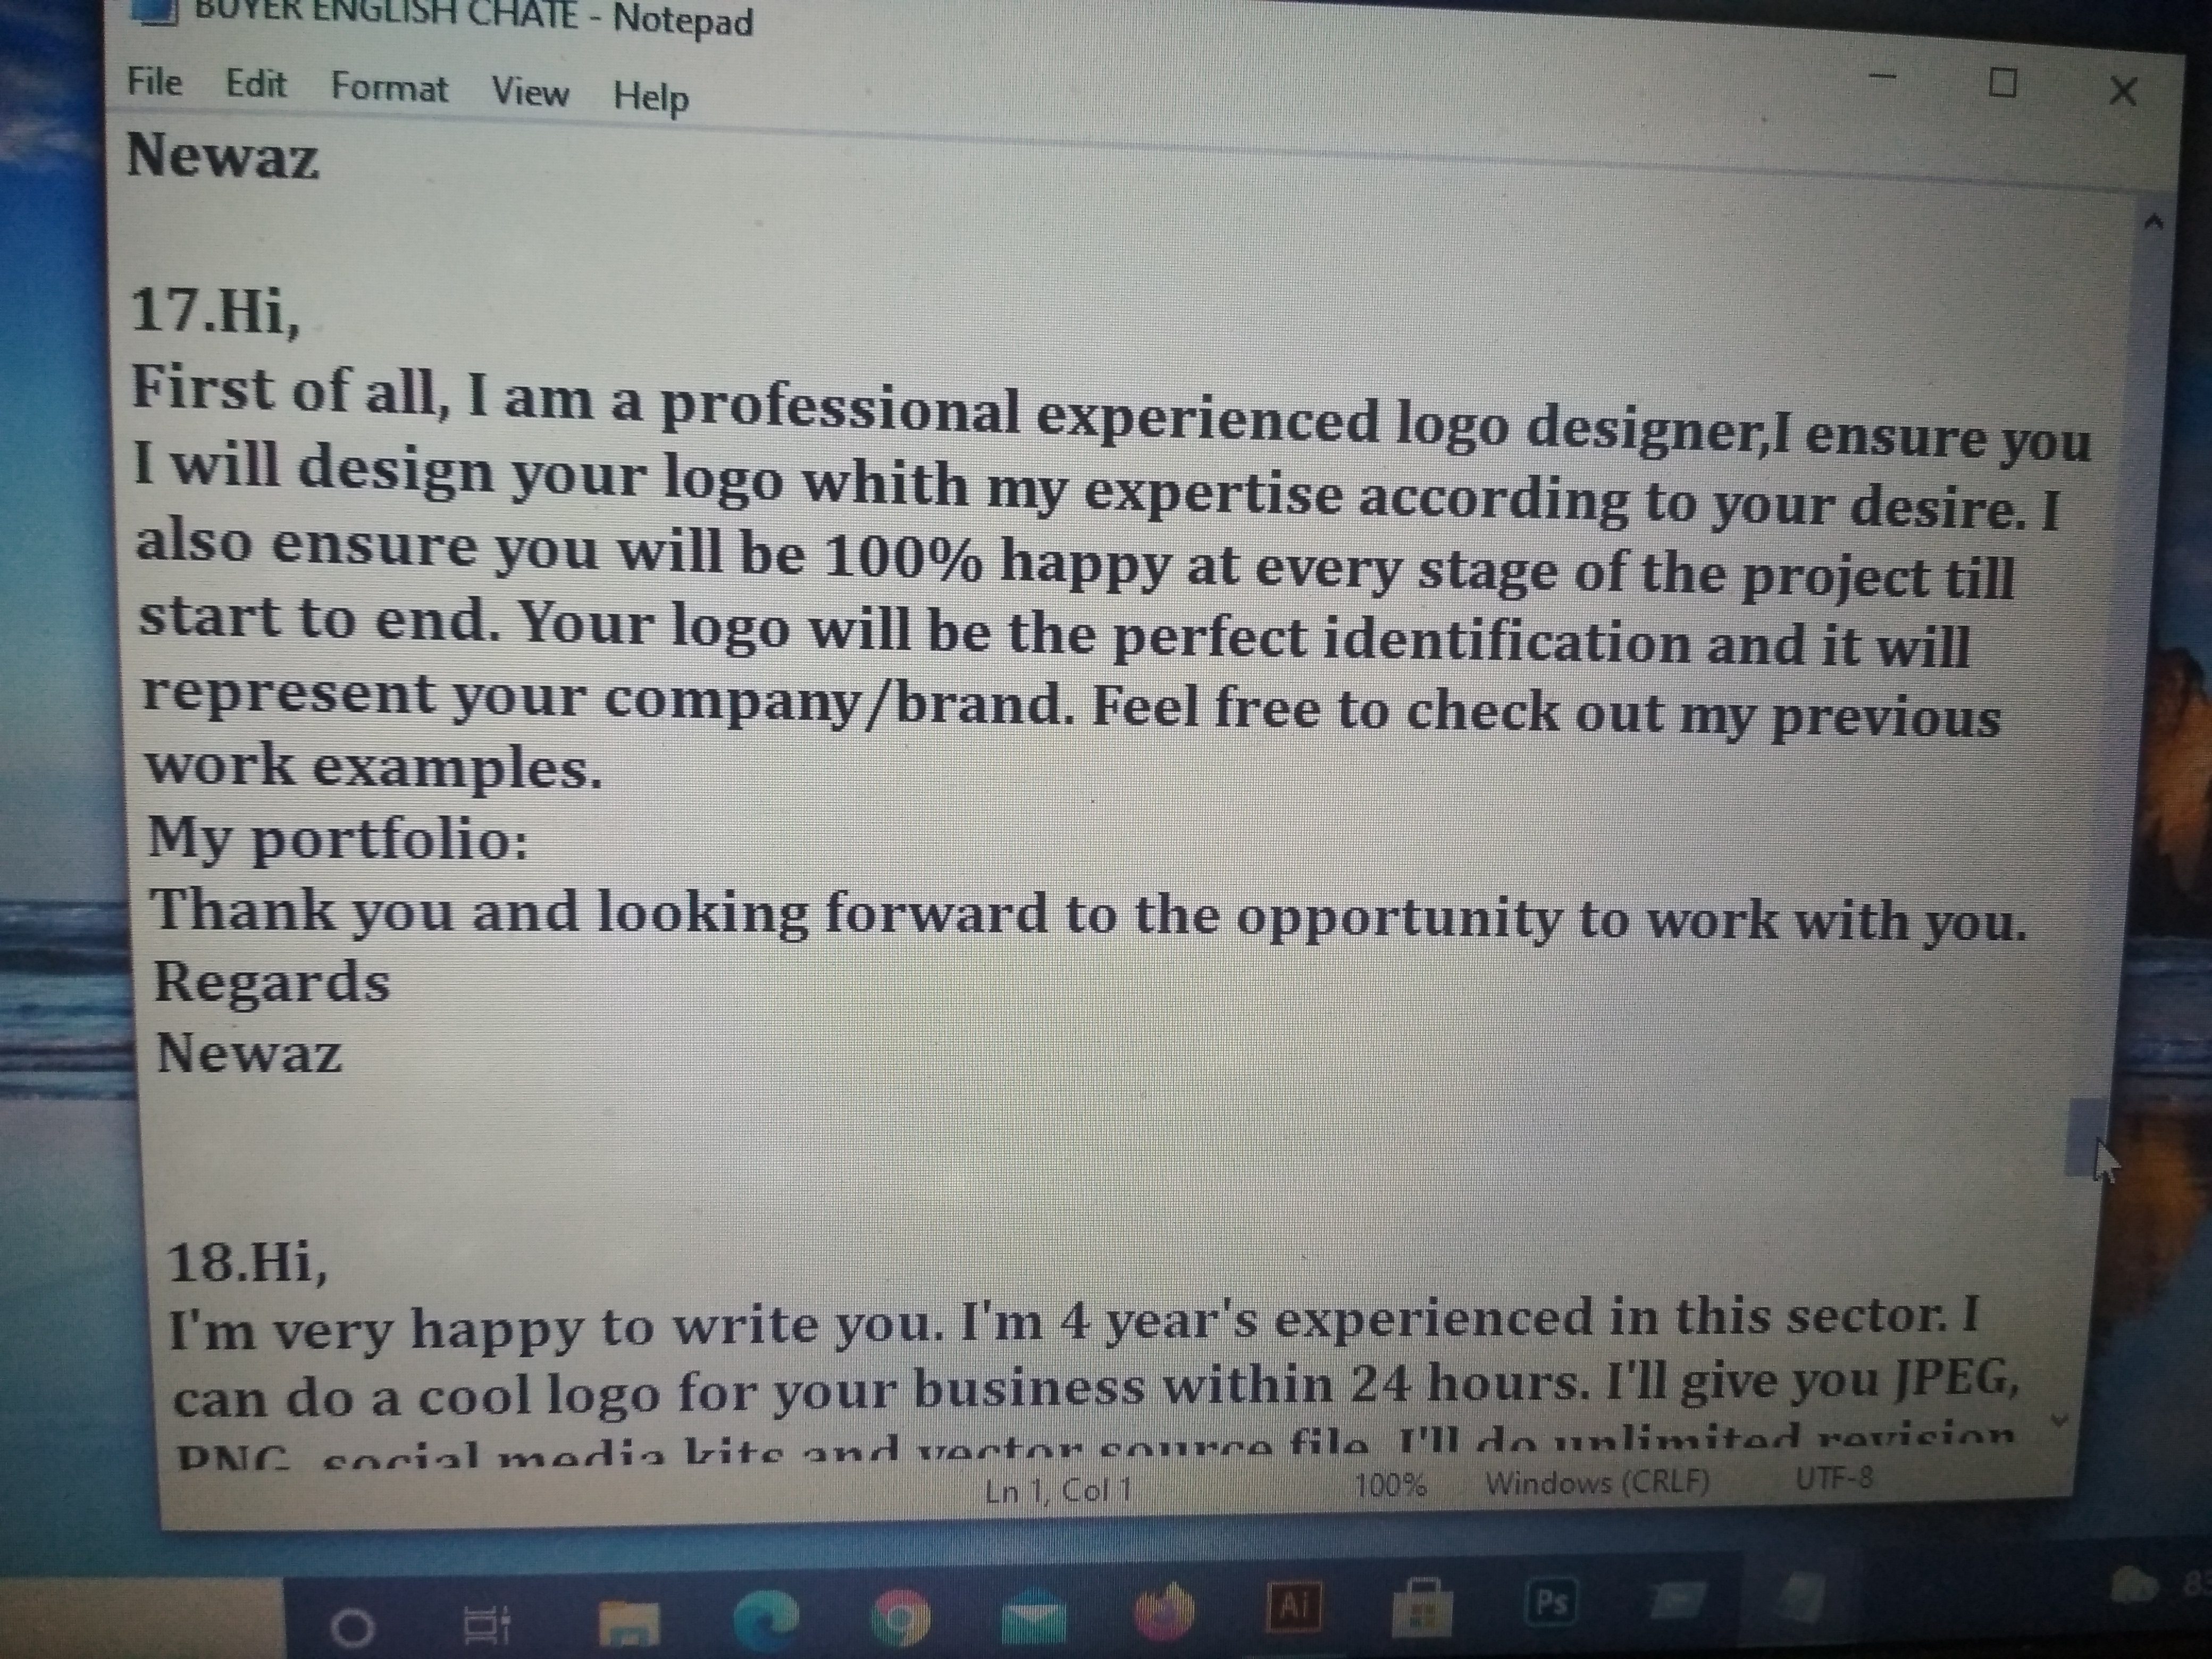 BUYER ENGLISH CHATE - Notepad
File Edit Format View Help
Newaz
17.Hi,
First of all, I am a professional experienced logo designer,I ensure you
I will design your logo whith my expertise according to your desire. I
also ensure you will be 100% happy at every stage of the project till
start to end. Your logo will be the perfect identification and it will
represent your company/brand. Feel free to check out my previous
work examples.
My portfolio:
Thank you and looking forward to the opportunity to work with you.
Regards
Newaz
18.Hi,
I'm very happy to write you. I'm 4 year's experienced in this sector. I
can do a cool logo for your business within 24 hours. I'll give you JPEG,
PNG, social media kits and vector source file. I'll do unlimited revision
Ln 1, Col 1 100% Windows (CRLF) UTF-8
Ai Ps